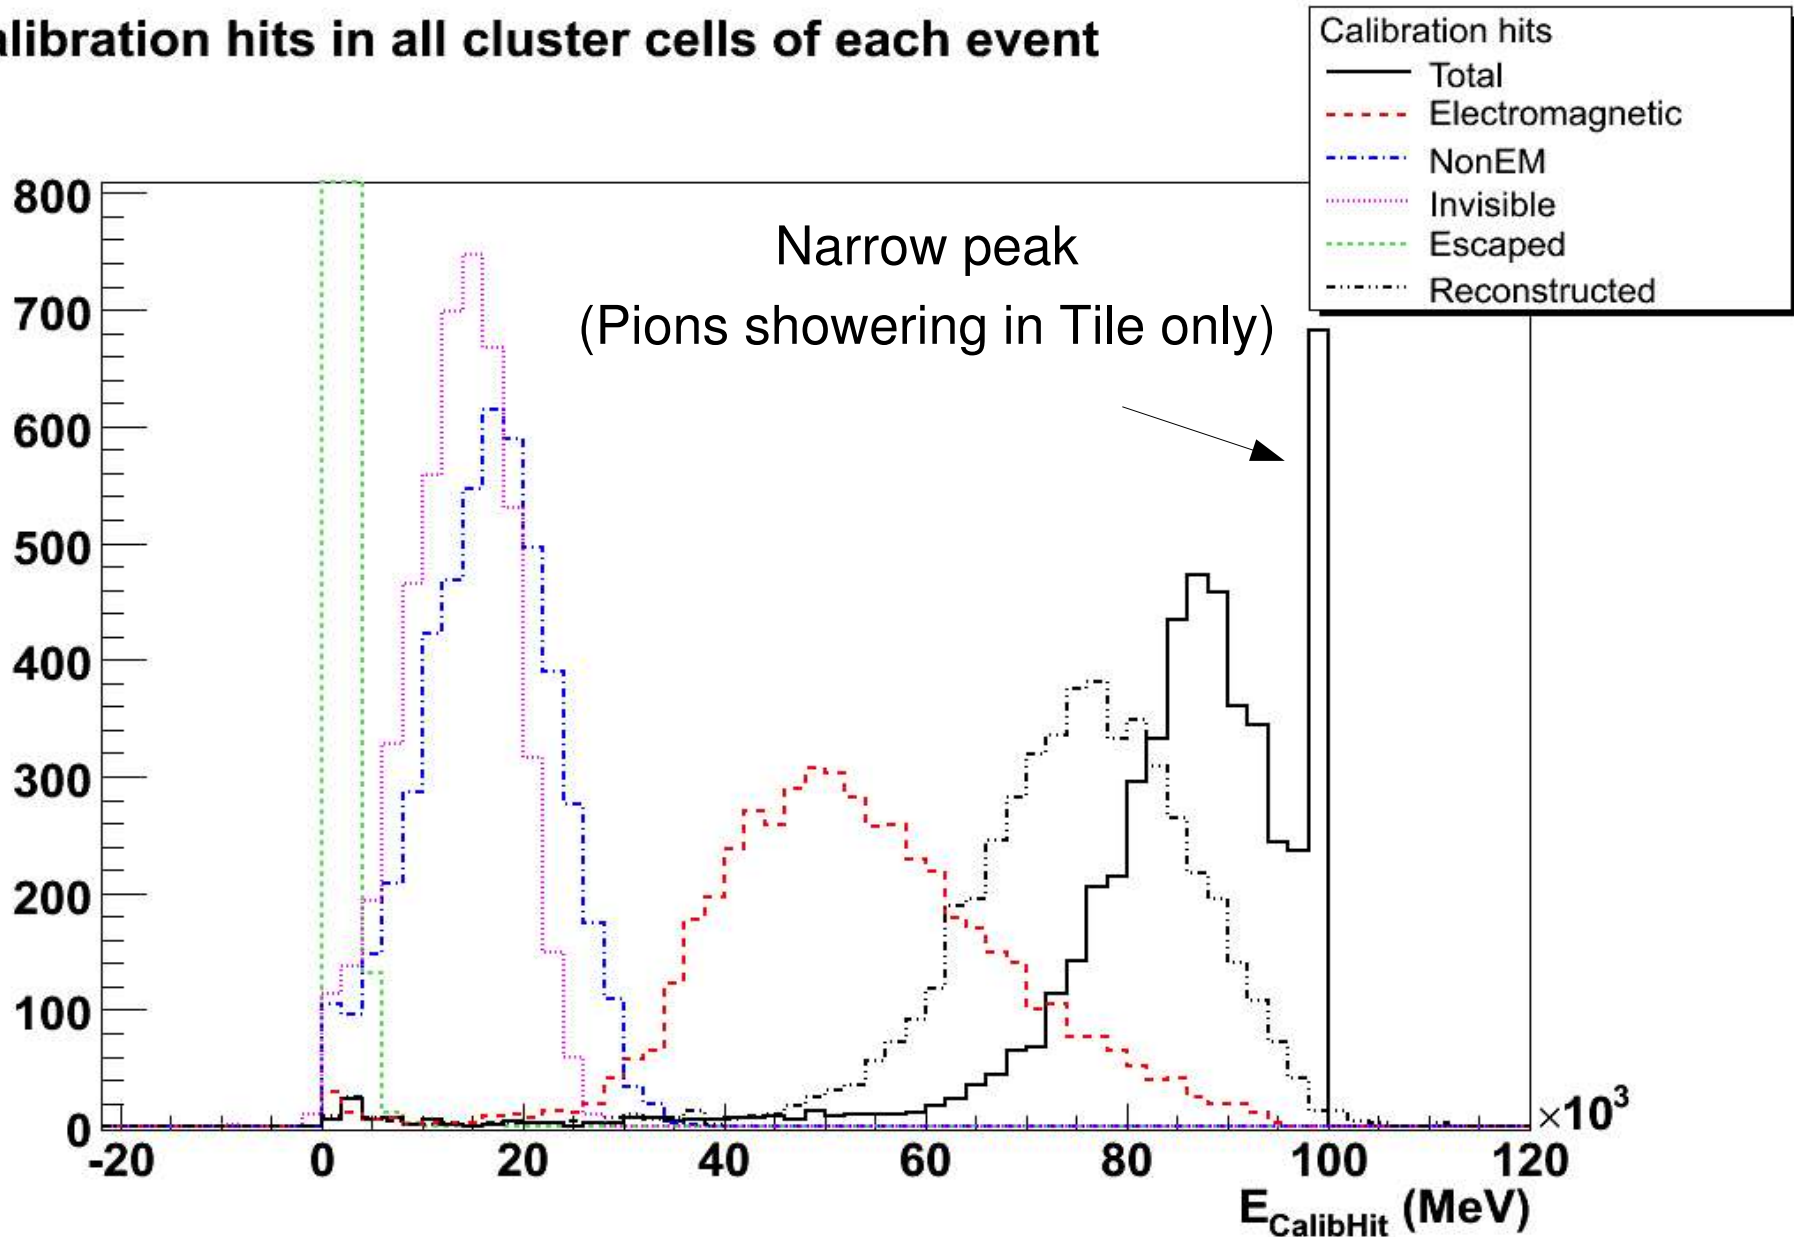 alibration hits in all cluster cells of each event
Calibration hits
Total
Electromagnetic
NonEM
Invisible
Escaped
Reconstructed
Narrow peak
(Pions showering in Tile only)
800
700
600
500
400
300
200
100
0
-20 0 20 40 60 80 100 120
×10³
E_CalibHit (MeV)